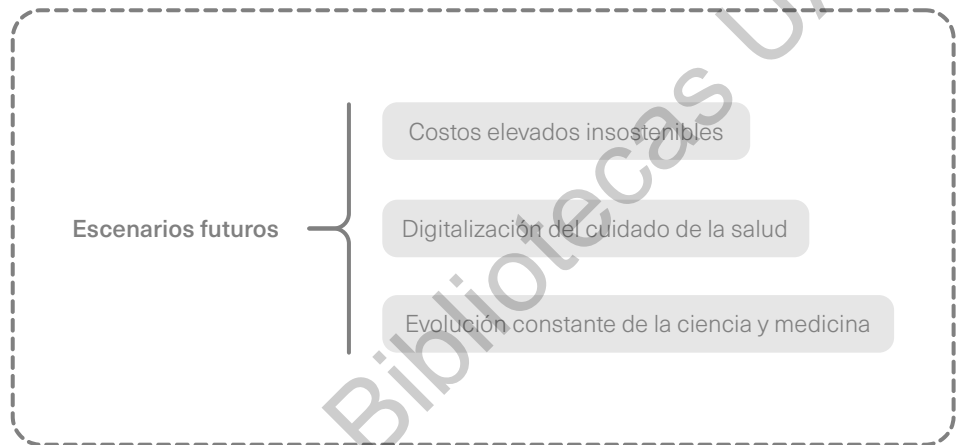 Escenarios futuros
Costos elevados insostenibles
Digitalización del cuidado de la salud
Evolución constante de la ciencia y medicina
Bibliotecas